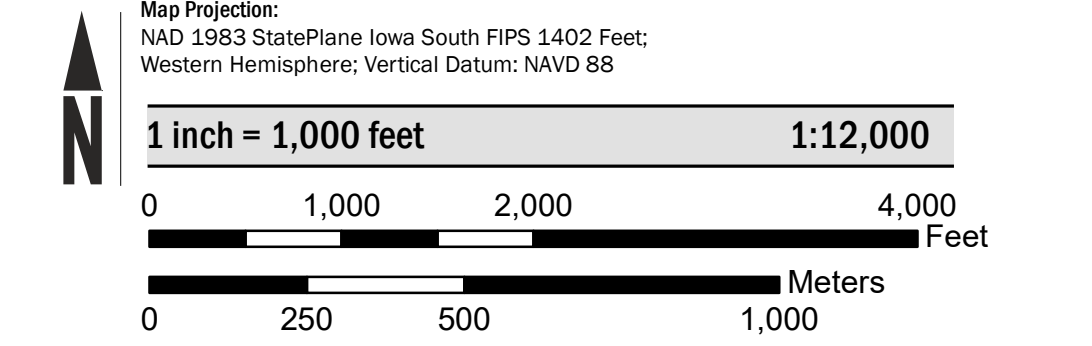 Map Projection:
NAD 1983 StatePlane Iowa South FIPS 1402 Feet;
Western Hemisphere; Vertical Datum: NAVD 88
N
1 inch = 1,000 feet 1:12,000
0 1,000 2,000 4,000
Feet
Meters
0 250 500 1,000